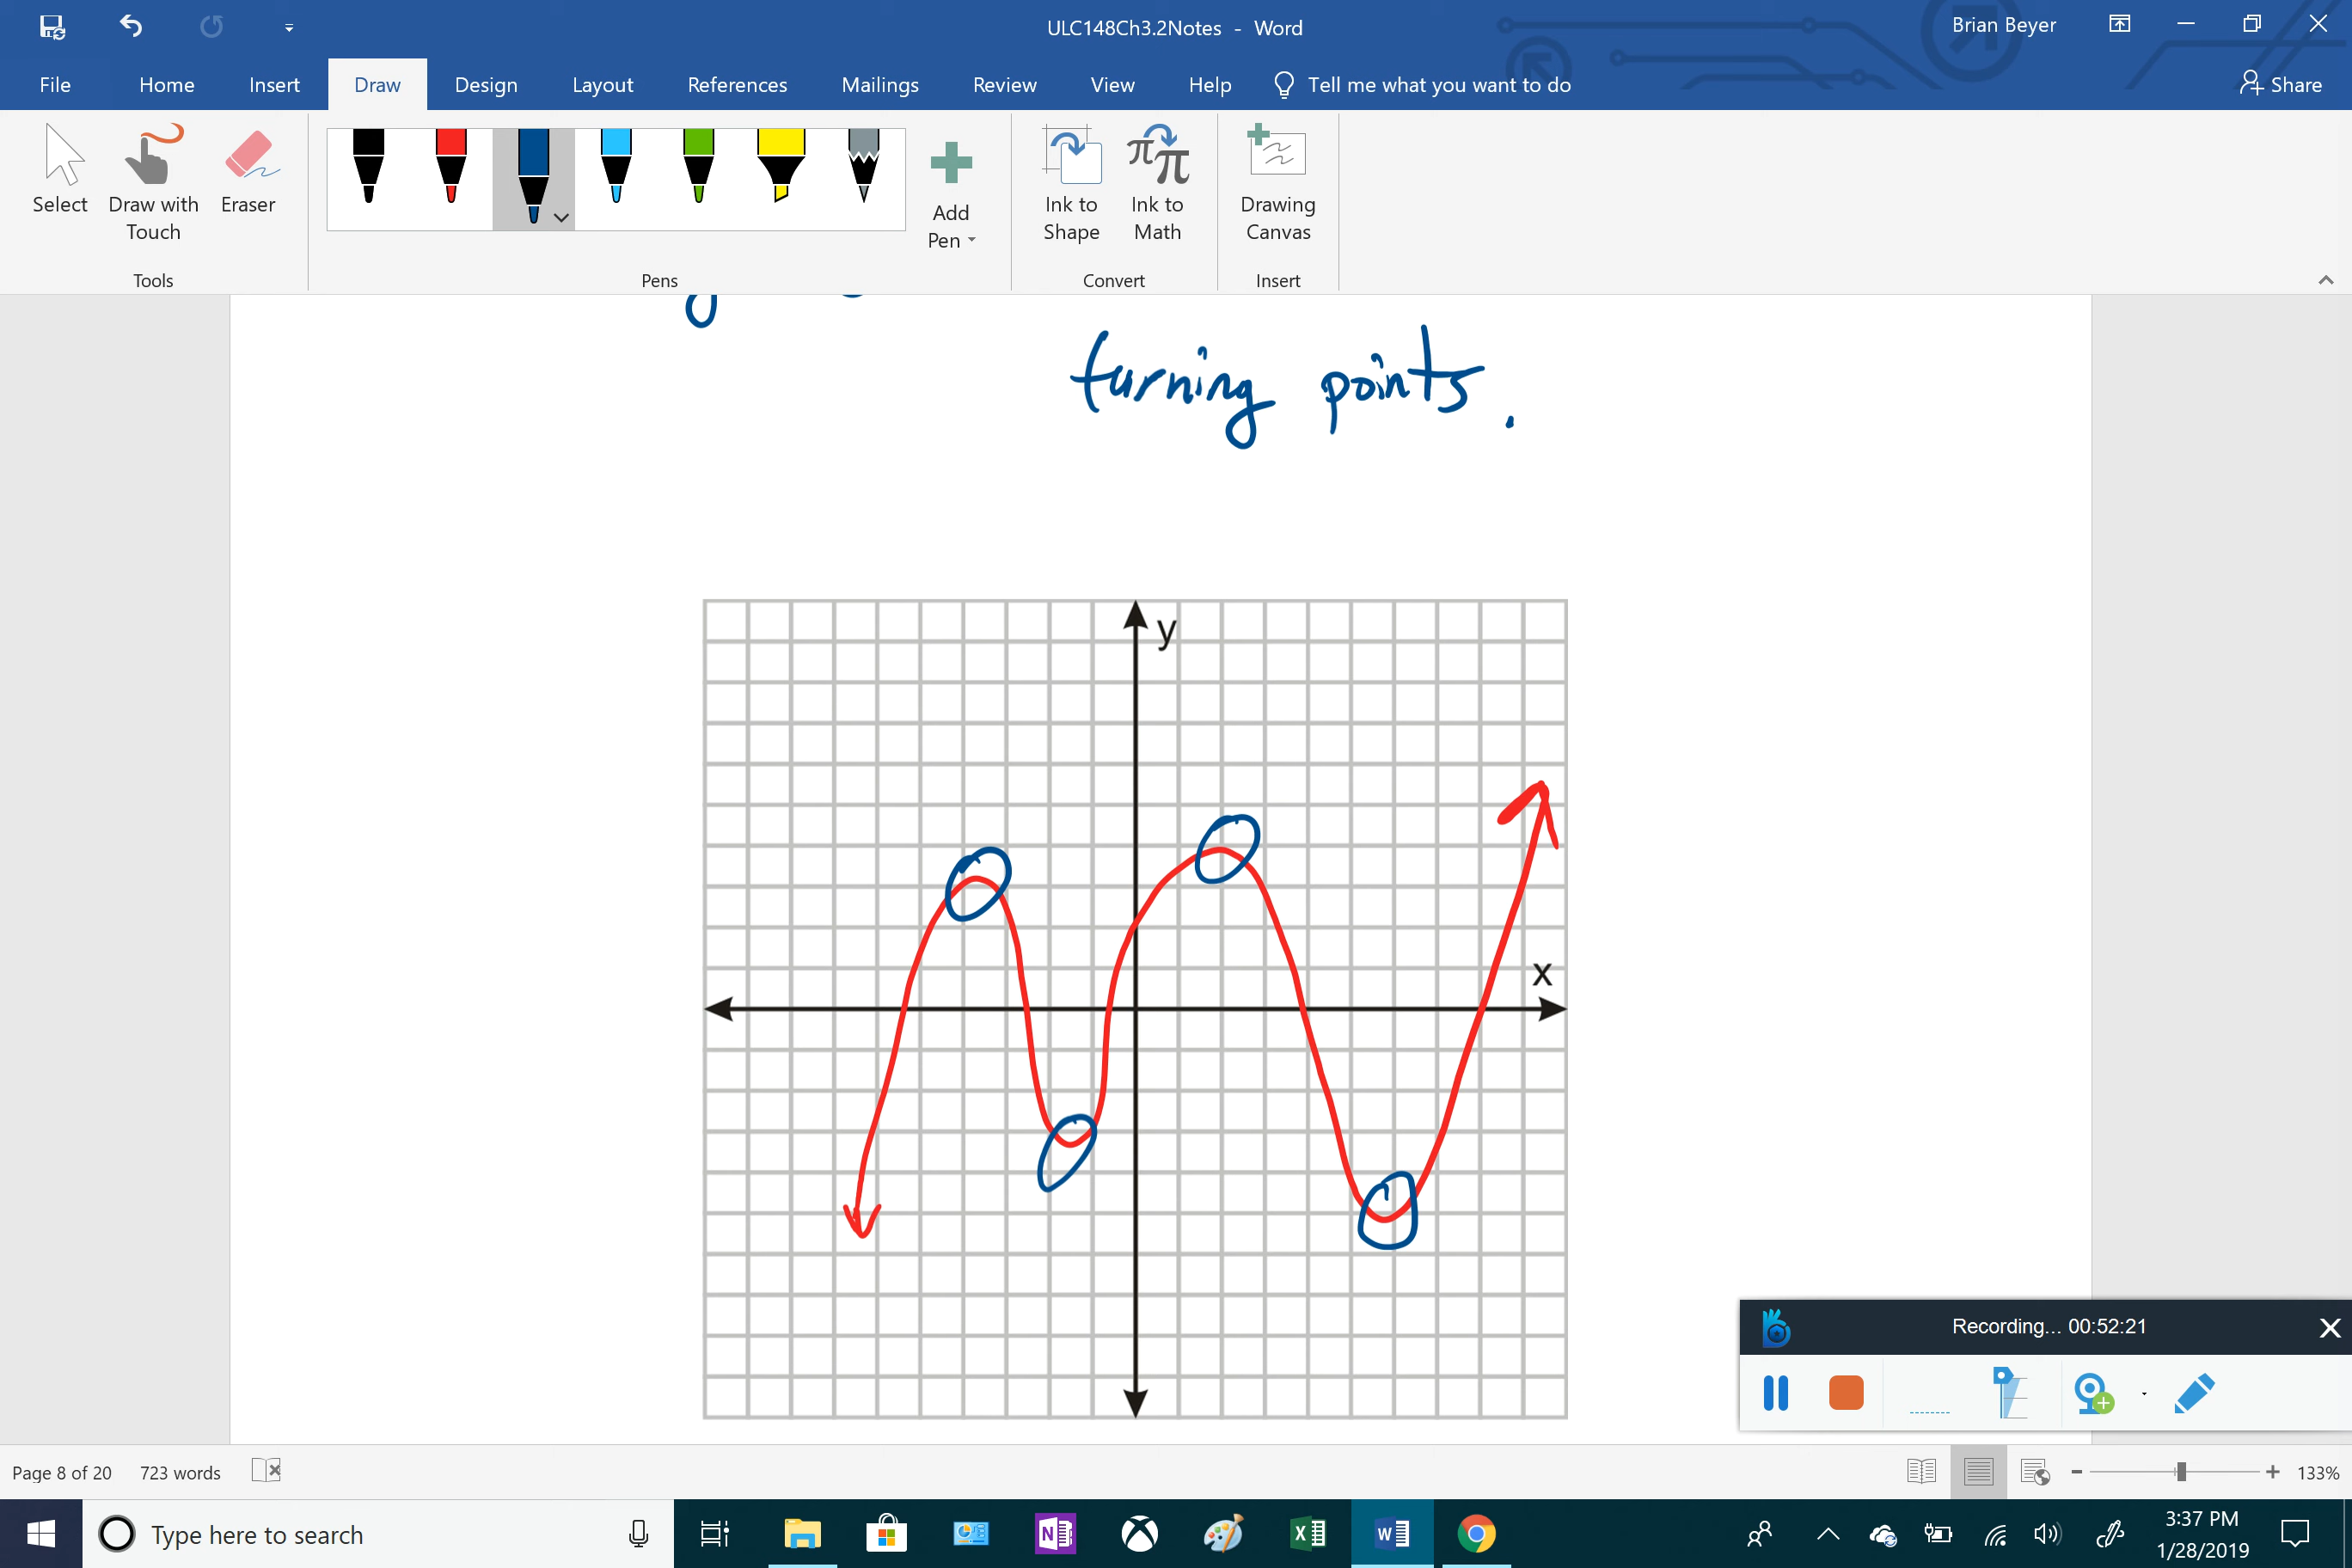 ULC148Ch3.2Notes - Word
Brian Beyer
File Home Insert Draw Design Layout References Mailings Review View Help Tell me what you want to do Share
Select Draw with Touch Eraser
Add Pen
Ink to Shape Ink to Math
Drawing Canvas
Tools Pens Convert Insert
turning points.
y
x
Recording... 00:52:21
Page 8 of 20 723 words
133%
Type here to search
3:37 PM
1/28/2019